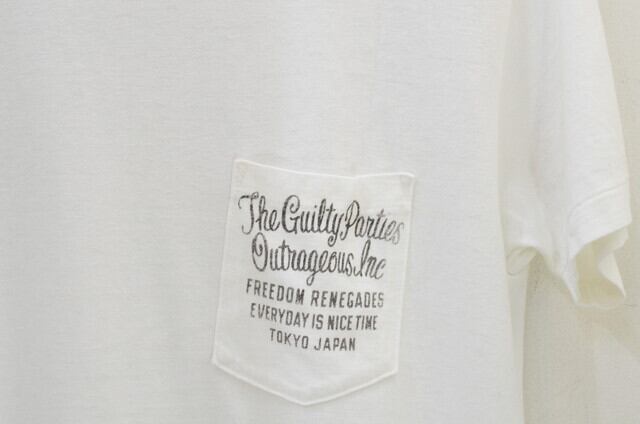 The Guilty Parties
Outrageous,Inc
FREEDOM RENEGADES
EVERYDAY IS NICE TIME
TOKYO JAPAN